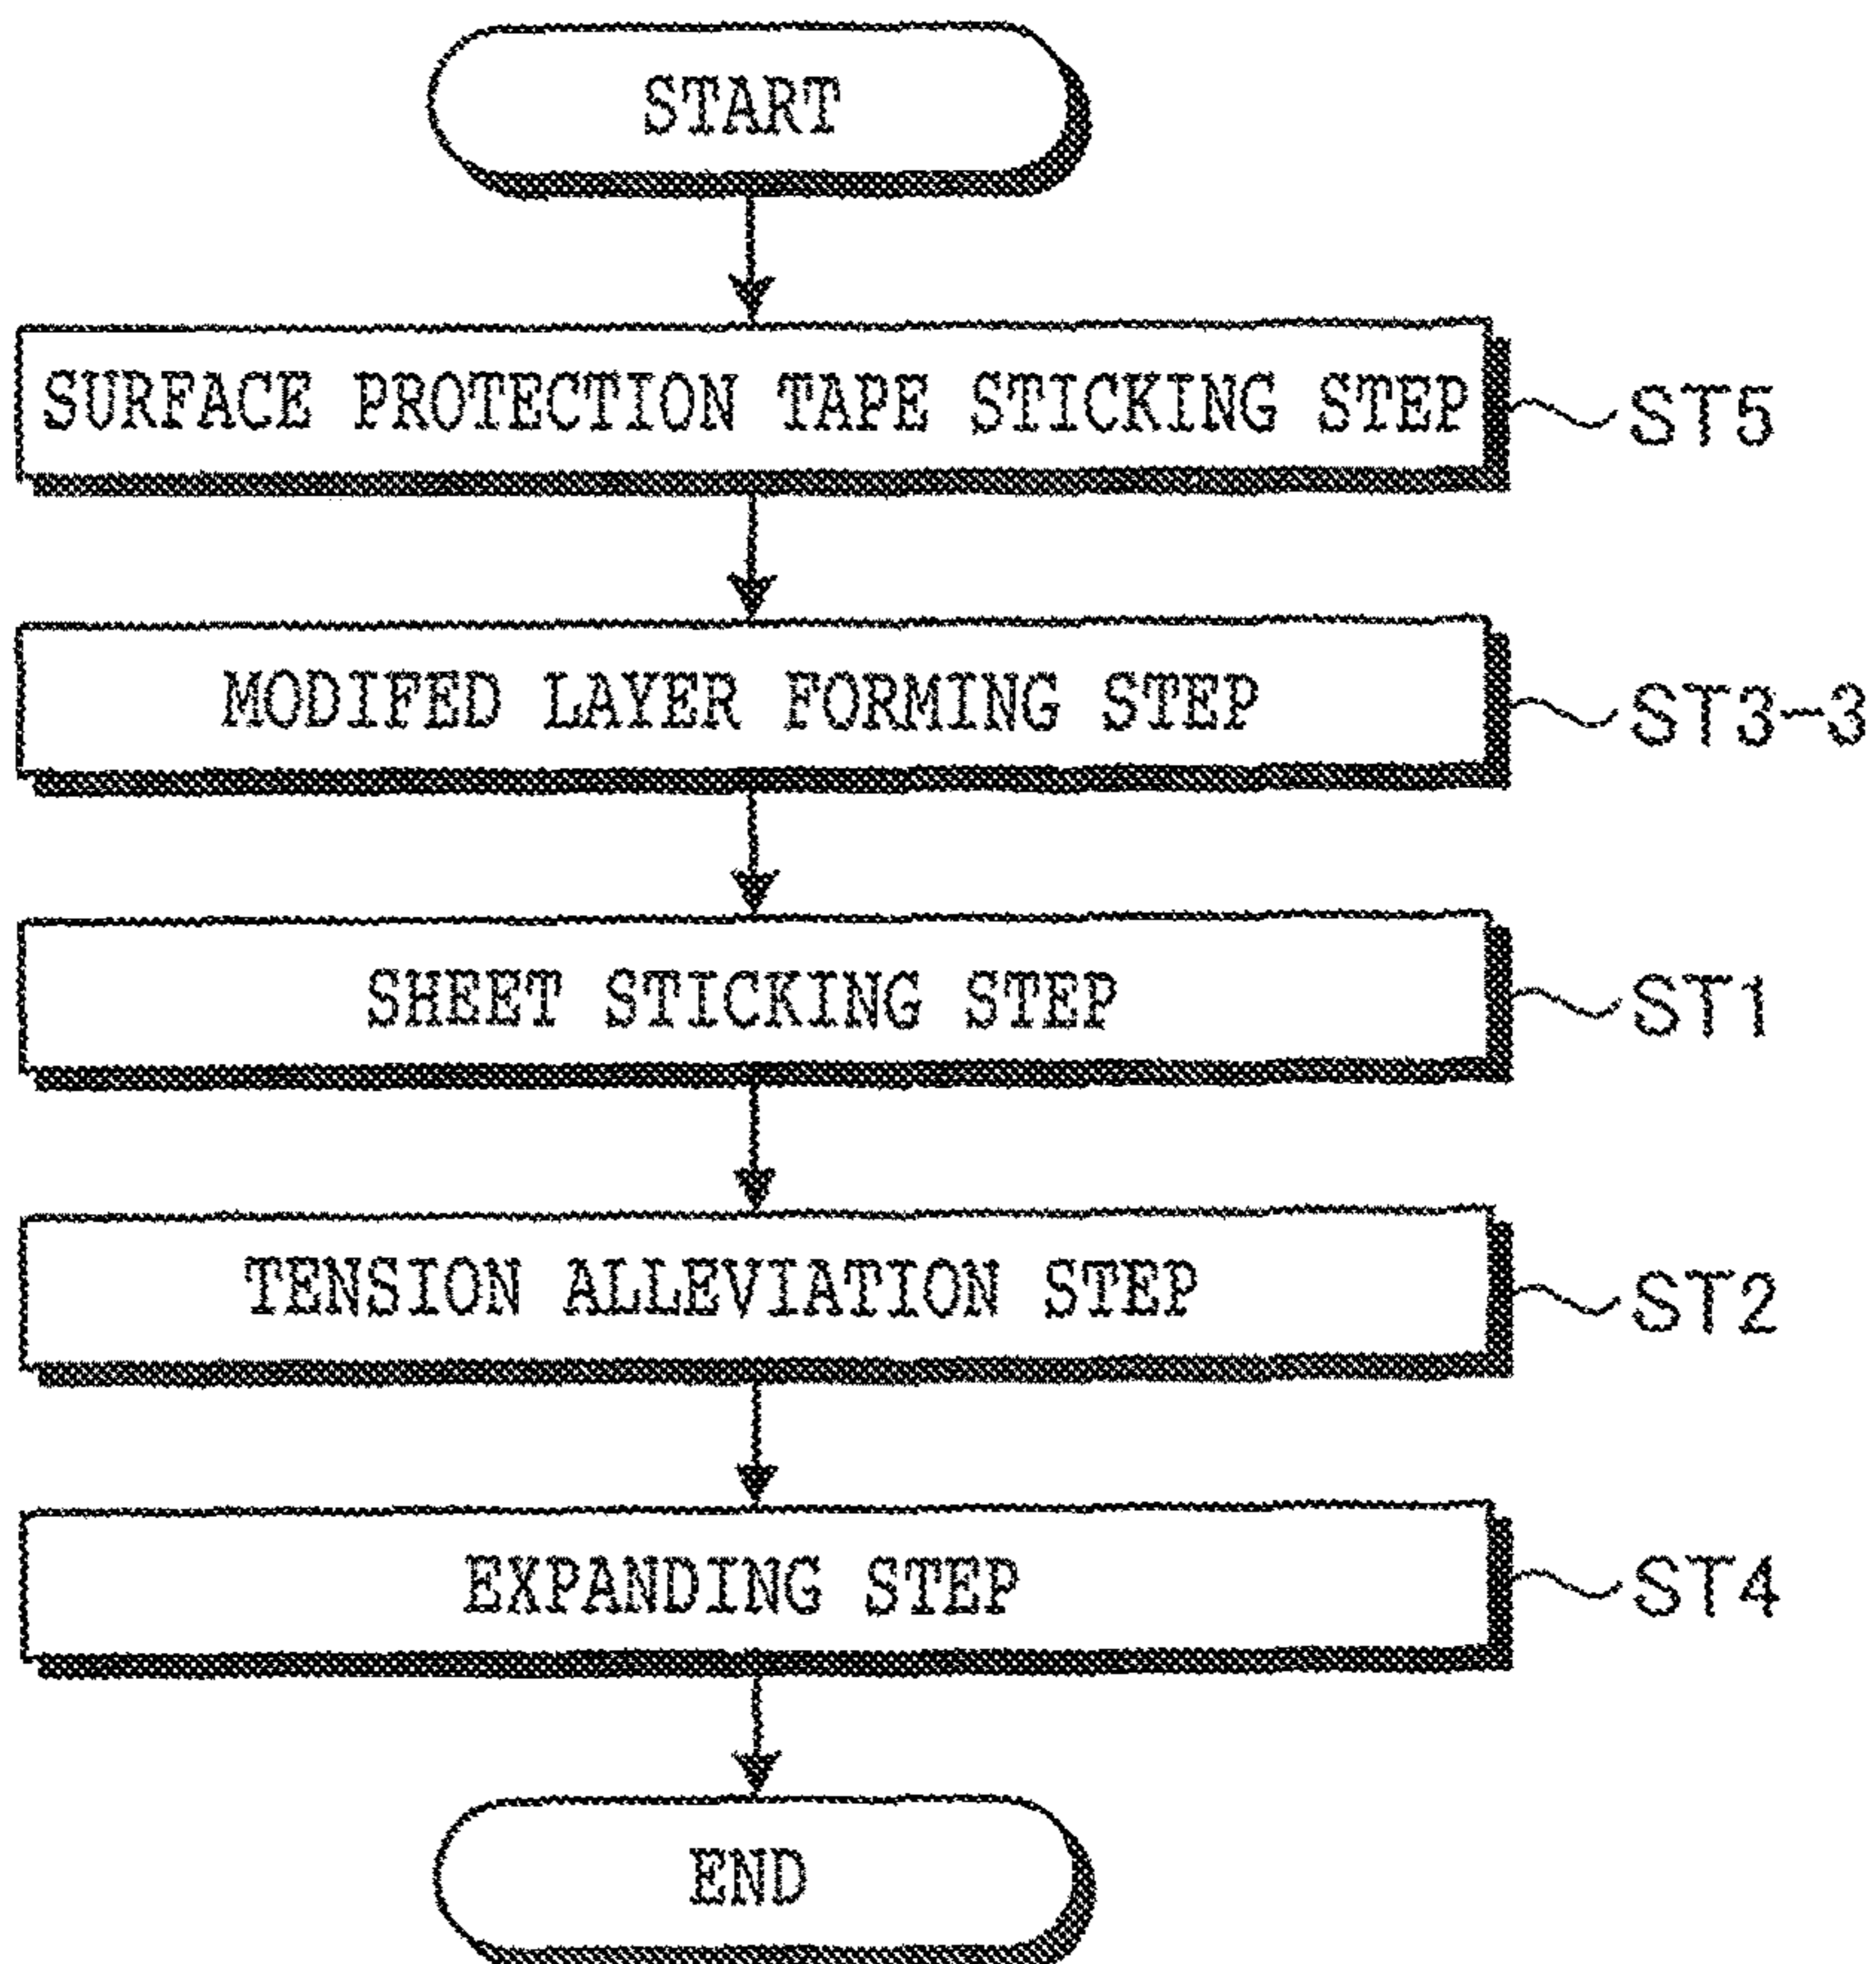 START
SURFACE PROTECTION TAPE STICKING STEP ST5
MODIFED LAYER FORMING STEP ST3-3
SHEET STICKING STEP ST1
TENSION ALLEVIATION STEP ST2
EXPANDING STEP ST4
END